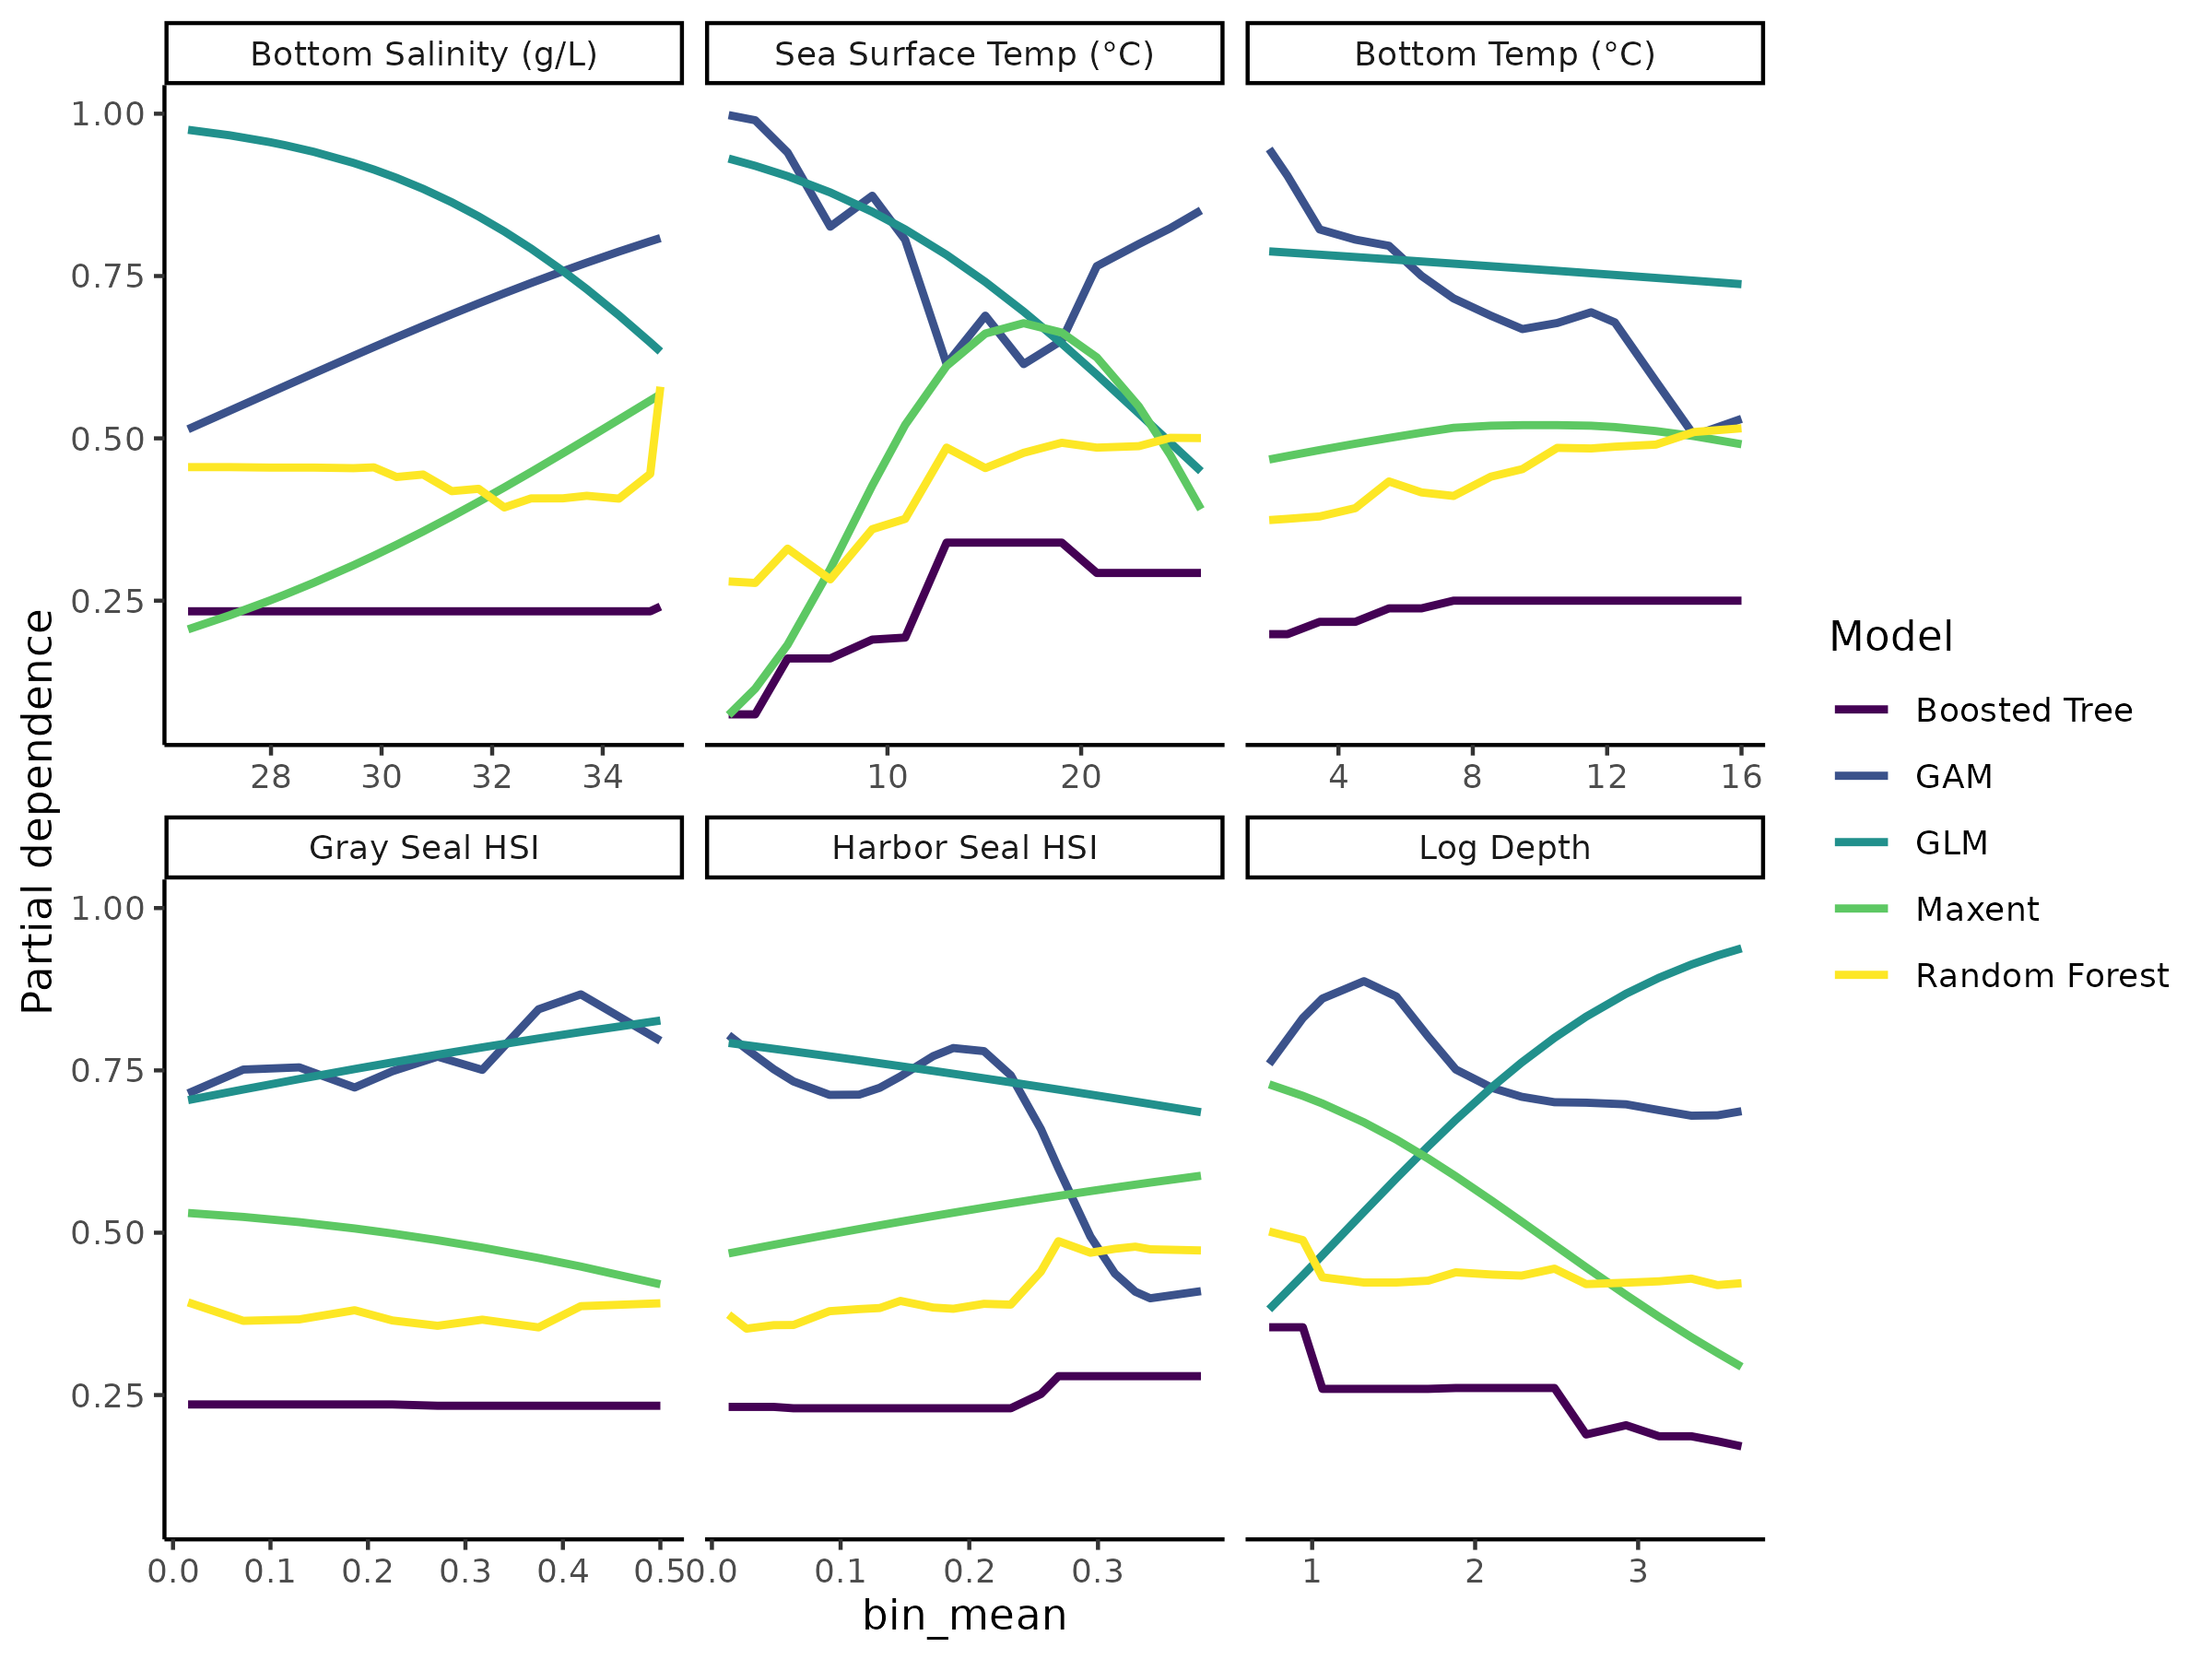 Bottom Salinity (g/L)
Sea Surface Temp (°C)
Bottom Temp (°C)
1.00
0.75
0.50
0.25
28 30 32 34
10 20
4 8 12 16
Partial dependence
Gray Seal HSI
Harbor Seal HSI
Log Depth
1.00
0.75
0.50
0.25
0.0 0.1 0.2 0.3 0.4 0.5
0.0 0.1 0.2 0.3
1 2 3
bin_mean
Model
Boosted Tree
GAM
GLM
Maxent
Random Forest